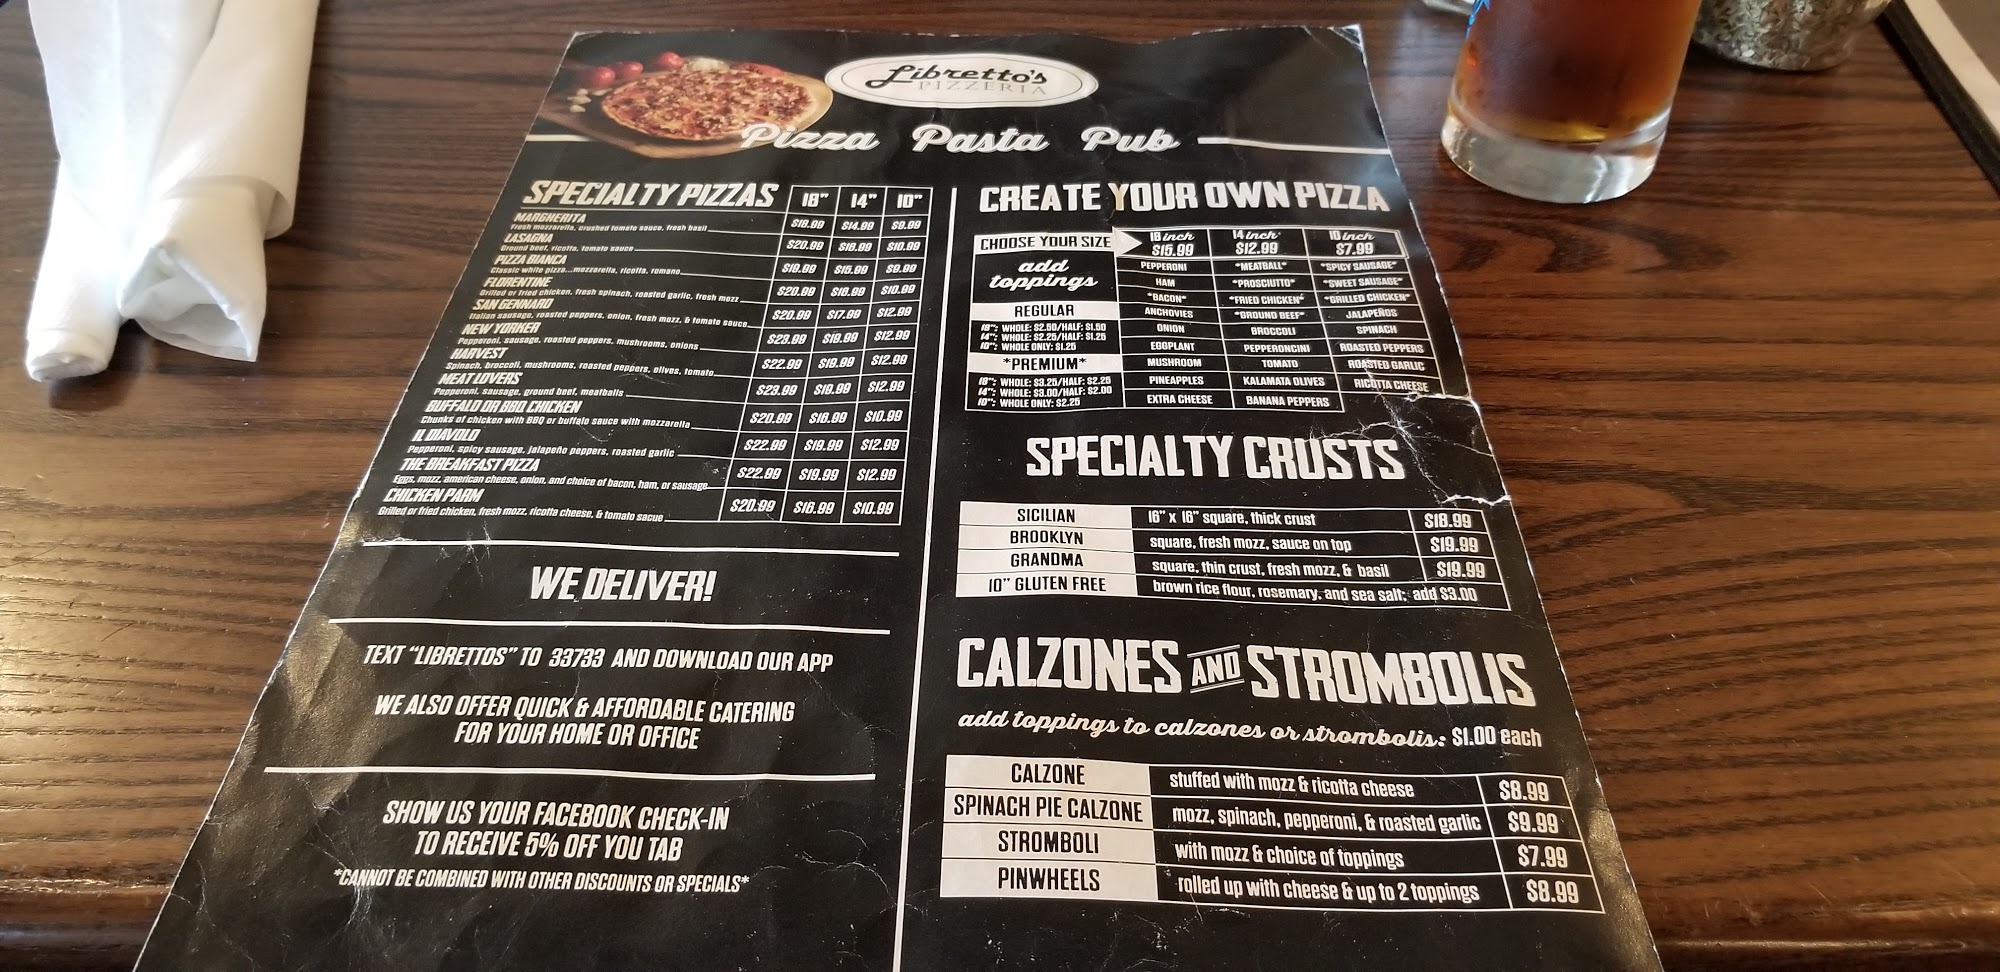 Libretto's
PIZZERIA
Pizza Pasta Pub
SPECIALTY PIZZAS 18" 14" 10"
MARGHERITA $18.99 $14.99 $9.99
Fresh mozzarella, crushed tomato sauce, fresh basil
LASAGNA $20.99 $16.99 $10.99
Ground beef, ricotta, tomato sauce
PIZZA BIANCA $19.99 $15.99 $9.99
Classic white pizza...mozzarella, ricotta, romano
FLORENTINE $20.99 $16.99 $10.99
Grilled or fried chicken, fresh spinach, roasted garlic, fresh mozz
SAN GENNARO $20.99 $17.99 $12.99
Italian sausage, roasted peppers, onion, fresh mozz, & tomato sauce
NEW YORKER $23.99 $19.99 $12.99
Pepperoni, sausage, roasted peppers, mushrooms, onions
HARVEST $22.99 $19.99 $12.99
Spinach, broccoli, mushrooms, roasted peppers, olives, tomato
MEAT LOVERS $23.99 $19.99 $12.99
Pepperoni, sausage, ground beef, meatballs
BUFFALO OR BBQ CHICKEN $20.99 $16.99 $10.99
Chunks of chicken with BBQ or buffalo sauce with mozzarella
IL DIAVOLO $22.99 $19.99 $12.99
Pepperoni, spicy sausage, jalapeño peppers, roasted garlic
THE BREAKFAST PIZZA $22.99 $19.99 $12.99
Eggs, mozz, american cheese, onion, and choice of bacon, ham, or sausage
CHICKEN PARM $20.99 $16.99 $10.99
Grilled or fried chicken, fresh mozz, ricotta cheese, & tomato sacue
WE DELIVER!
TEXT "LIBRETTOS" TO 33733 AND DOWNLOAD OUR APP
WE ALSO OFFER QUICK & AFFORDABLE CATERING
FOR YOUR HOME OR OFFICE
SHOW US YOUR FACEBOOK CHECK-IN
TO RECEIVE 5% OFF YOU TAB
*CANNOT BE COMBINED WITH OTHER DISCOUNTS OR SPECIALS*
CREATE YOUR OWN PIZZA
CHOOSE YOUR SIZE 18 inch 14 inch 10 inch
$15.99 $12.99 $7.99
add
toppings
REGULAR
18": WHOLE: $2.50/HALF: $1.50
14": WHOLE: $2.25/HALF: $1.25
10": WHOLE ONLY: $1.25
*PREMIUM*
18": WHOLE: $3.25/HALF: $2.25
14": WHOLE: $3.00/HALF: $2.00
10": WHOLE ONLY: $2.25
PEPPERONI *MEATBALL* *SPICY SAUSAGE*
HAM *PROSCIUTTO* *SWEET SAUSAGE*
*BACON* *FRIED CHICKEN* *GRILLED CHICKEN*
ANCHOVIES *GROUND BEEF* JALAPEÑOS
ONION BROCCOLI SPINACH
EGGPLANT PEPPERONCINI ROASTED PEPPERS
MUSHROOM TOMATO ROASTED GARLIC
PINEAPPLES KALAMATA OLIVES RICOTTA CHEESE
EXTRA CHEESE BANANA PEPPERS
SPECIALTY CRUSTS
SICILIAN 16" x 16" square, thick crust $18.99
BROOKLYN square, fresh mozz, sauce on top $19.99
GRANDMA square, thin crust, fresh mozz, & basil $19.99
10" GLUTEN FREE brown rice flour, rosemary, and sea salt; add $3.00
CALZONES AND STROMBOLIS
add toppings to calzones or strombolis: $1.00 each
CALZONE stuffed with mozz & ricotta cheese $8.99
SPINACH PIE CALZONE mozz, spinach, pepperoni, & roasted garlic $9.99
STROMBOLI with mozz & choice of toppings $7.99
PINWHEELS rolled up with cheese & up to 2 toppings $8.99